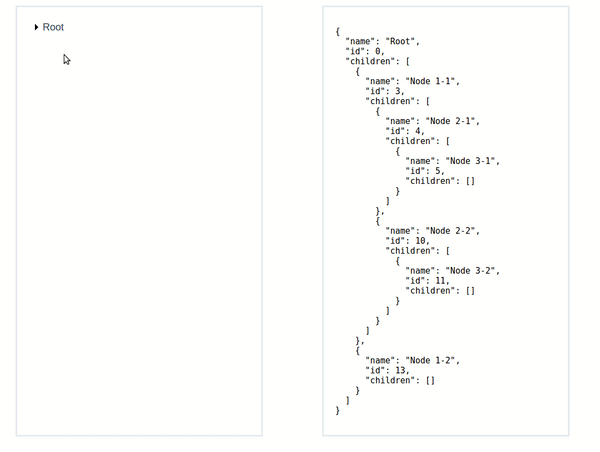 Root
{
  "name": "Root",
  "id": 0,
  "children": [
    {
      "name": "Node 1-1",
      "id": 3,
      "children": [
        {
          "name": "Node 2-1",
          "id": 4,
          "children": [
            {
              "name": "Node 3-1",
              "id": 5,
              "children": []
            }
          ]
        },
        {
          "name": "Node 2-2",
          "id": 10,
          "children": [
            {
              "name": "Node 3-2",
              "id": 11,
              "children": []
            }
          ]
        }
      ]
    },
    {
      "name": "Node 1-2",
      "id": 13,
      "children": []
    }
  ]
}